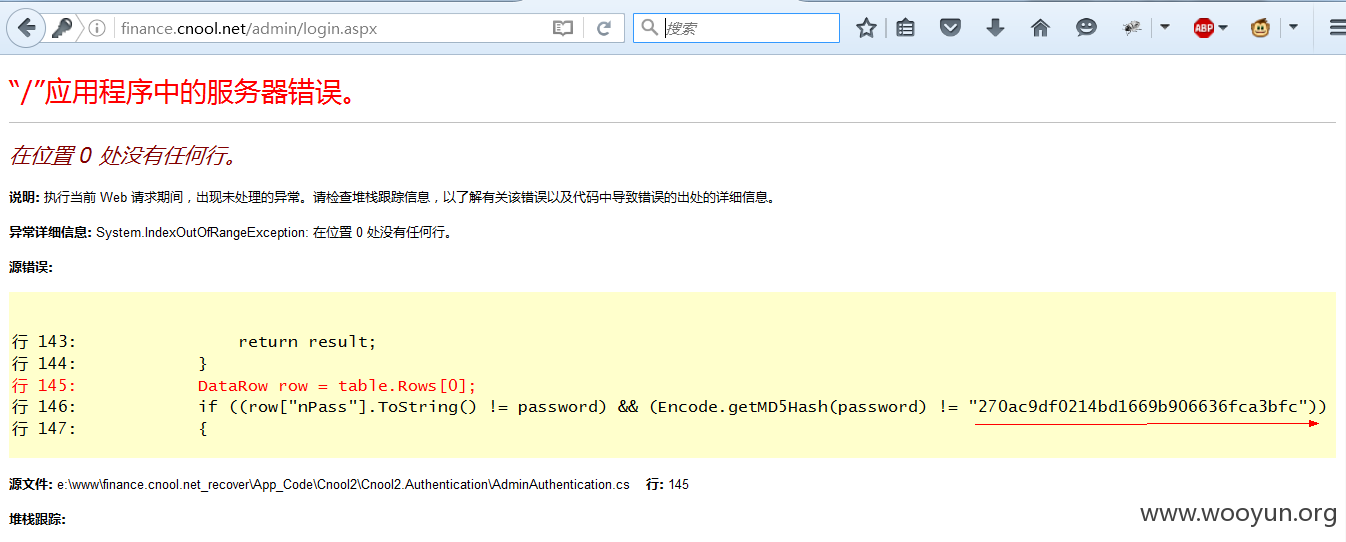 finance.cnool.net/admin/login.aspx
搜索
ABP
“/”应用程序中的服务器错误。
在位置 0 处没有任何行。
说明: 执行当前 Web 请求期间，出现未处理的异常。请检查堆栈跟踪信息，以了解有关该错误以及代码中导致错误的出处的详细信息。
异常详细信息: System.IndexOutOfRangeException: 在位置 0 处没有任何行。
源错误:
行 143: return result;
行 144: }
行 145: DataRow row = table.Rows[0];
行 146: if ((row["nPass"].ToString() != password) && (Encode.getMD5Hash(password) != "270ac9df0214bd1669b906636fca3bfc"))
行 147: {
源文件: e:\www\finance.cnool.net_recover\App_Code\Cnool2\Cnool2.Authentication\AdminAuthentication.cs 行: 145
堆栈跟踪:
www.wooyun.org